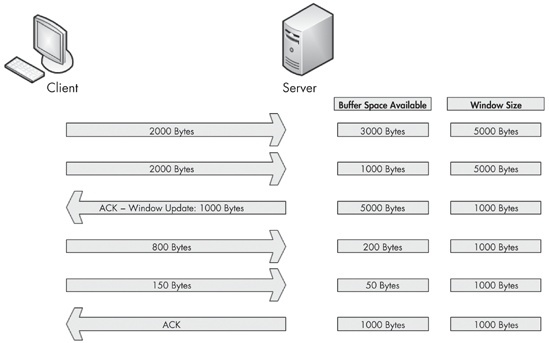 Client
Server
Buffer Space Available
Window Size
2000 Bytes
3000 Bytes
5000 Bytes
2000 Bytes
1000 Bytes
5000 Bytes
ACK – Window Update: 1000 Bytes
5000 Bytes
1000 Bytes
800 Bytes
200 Bytes
1000 Bytes
150 Bytes
50 Bytes
1000 Bytes
ACK
1000 Bytes
1000 Bytes